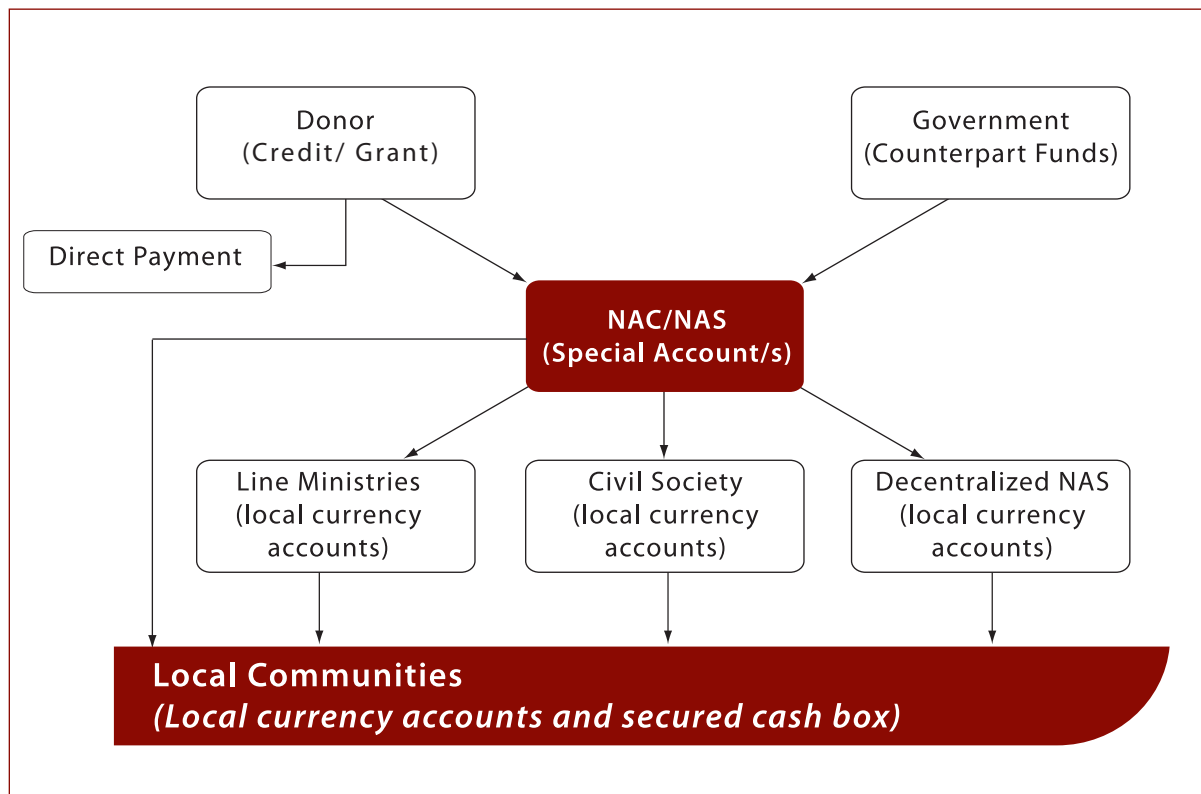 Donor
(Credit/ Grant)
Government
(Counterpart Funds)
Direct Payment
NAC/NAS
(Special Account/s)
Line Ministries
(local currency
accounts)
Civil Society
(local currency
accounts)
Decentralized NAS
(local currency
accounts)
Local Communities
(Local currency accounts and secured cash box)